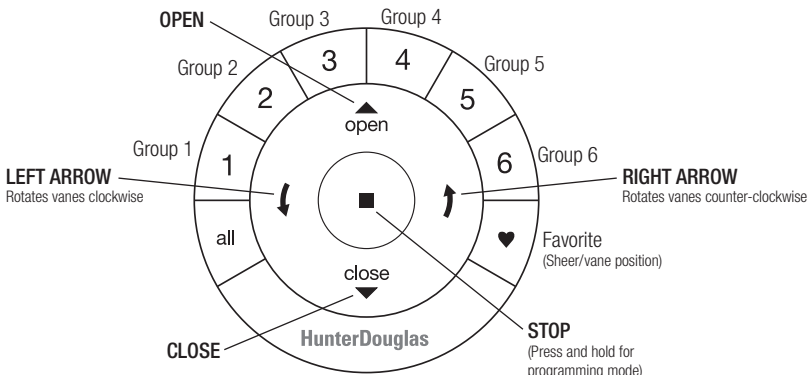 OPEN
Group 3
Group 4
Group 2
Group 5
3
4
2
5
open
Group 1
1
6
Group 6
LEFT ARROW
Rotates vanes clockwise
RIGHT ARROW
Rotates vanes counter-clockwise
all
♥
Favorite
(Sheer/vane position)
close
HunterDouglas
CLOSE
STOP
(Press and hold for
programming mode)